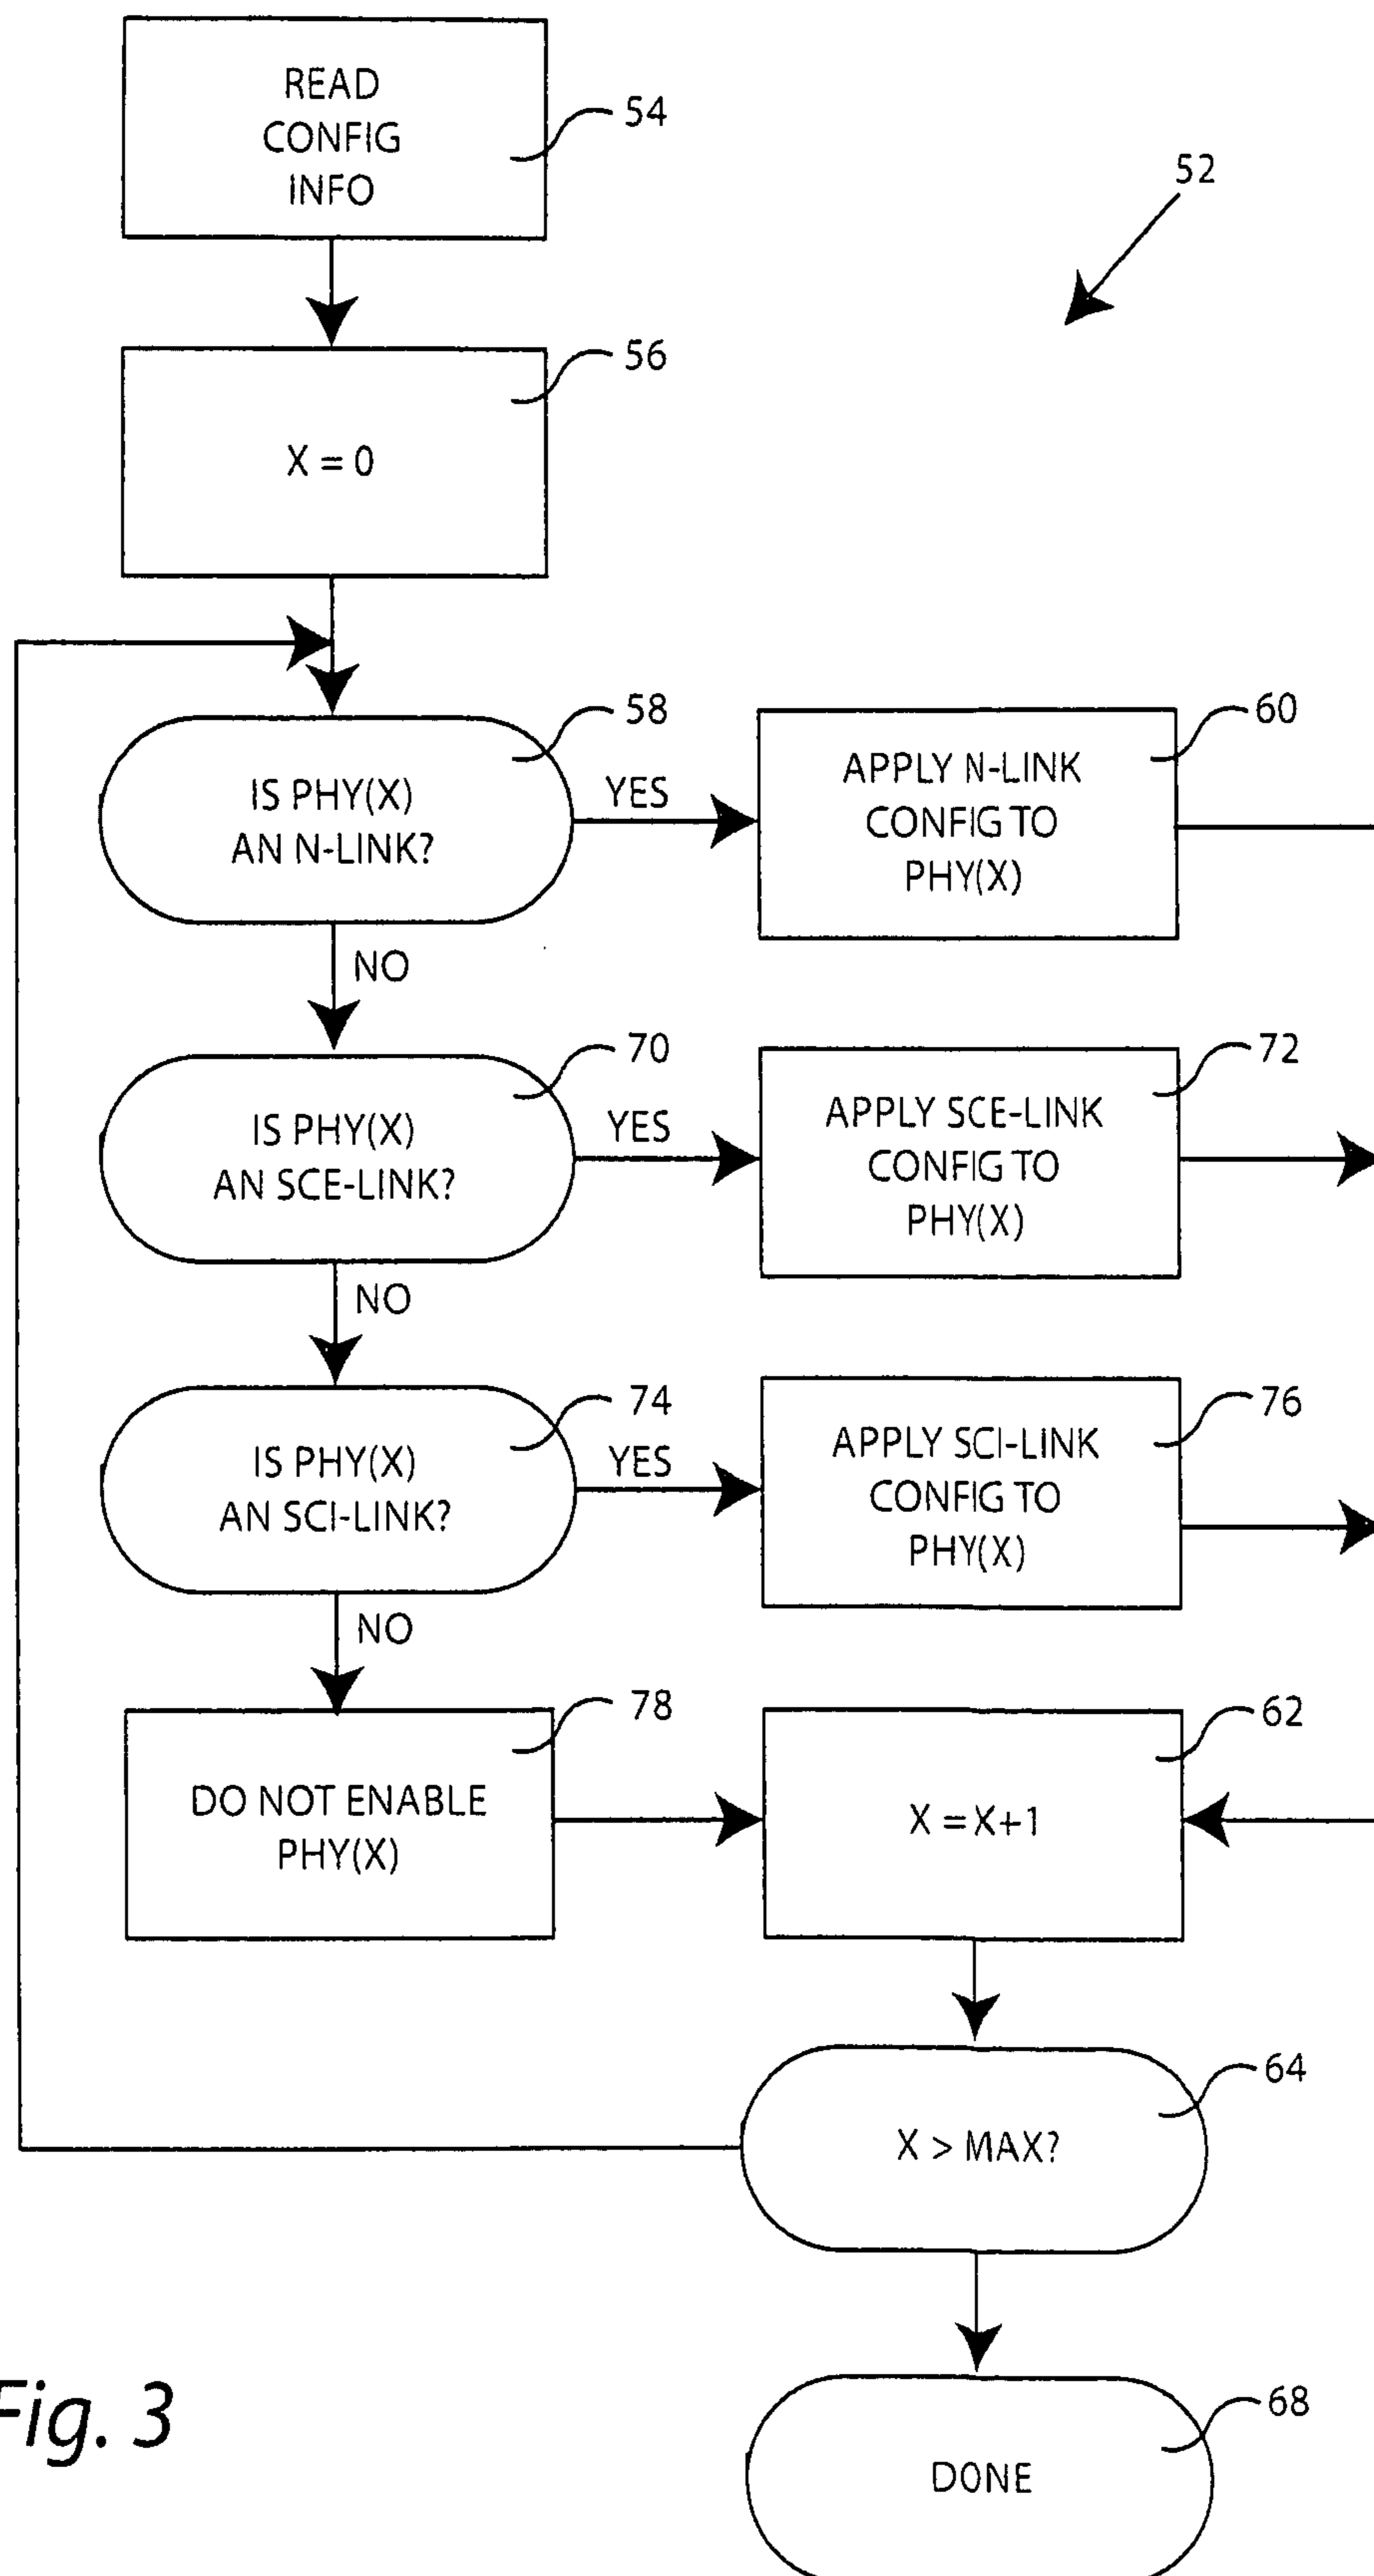 READ
CONFIG
INFO
54
52
X = 0
56
IS PHY(X)
AN N-LINK?
58
YES
APPLY N-LINK
CONFIG TO
PHY(X)
60
NO
IS PHY(X)
AN SCE-LINK?
70
YES
APPLY SCE-LINK
CONFIG TO
PHY(X)
72
NO
IS PHY(X)
AN SCI-LINK?
74
YES
APPLY SCI-LINK
CONFIG TO
PHY(X)
76
NO
DO NOT ENABLE
PHY(X)
78
X = X+1
62
X > MAX?
64
DONE
68
Fig. 3